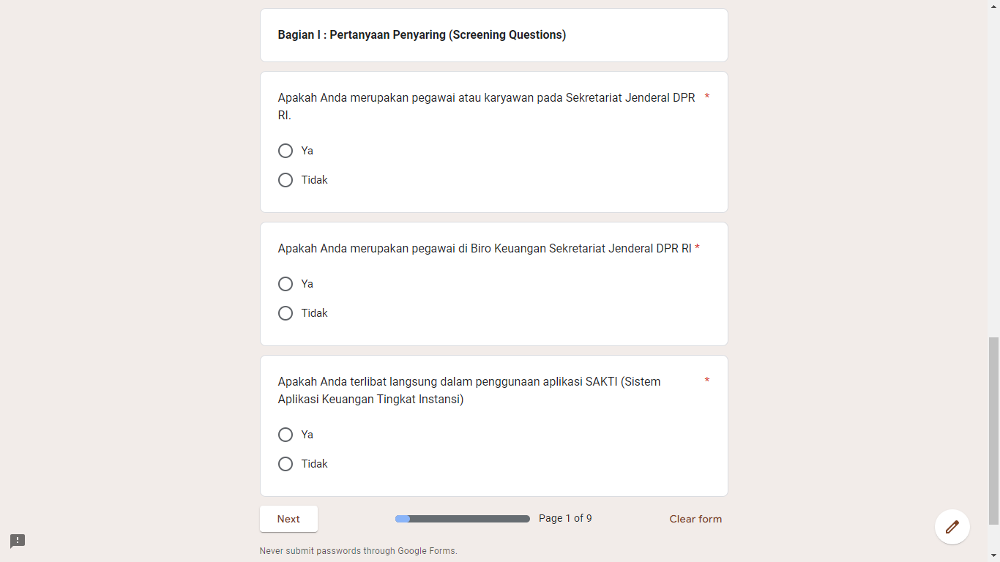 Bagian I : Pertanyaan Penyaring (Screening Questions)
Apakah Anda merupakan pegawai atau karyawan pada Sekretariat Jenderal DPR *
RI.
Ya
Tidak
Apakah Anda merupakan pegawai di Biro Keuangan Sekretariat Jenderal DPR RI *
Ya
Tidak
Apakah Anda terlibat langsung dalam penggunaan aplikasi SAKTI (Sistem *
Aplikasi Keuangan Tingkat Instansi)
Ya
Tidak
Next Page 1 of 9 Clear form
Never submit passwords through Google Forms.